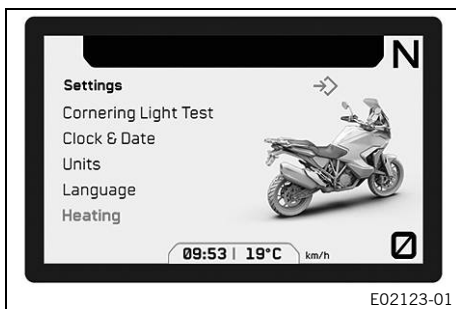 N
Settings
Cornering Light Test
Clock & Date
Units
Language
Heating
09:53 | 19°C km/h
E02123-01